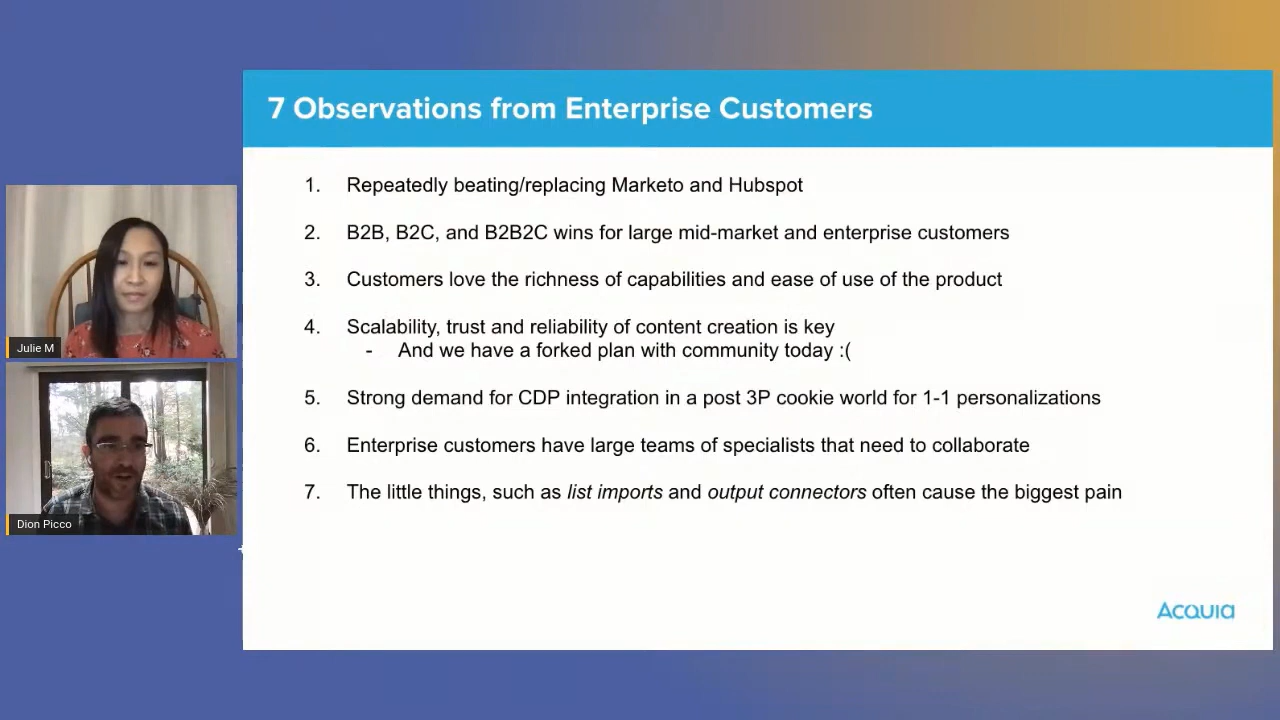 7 Observations from Enterprise Customers
1. Repeatedly beating/replacing Marketo and Hubspot
2. B2B, B2C, and B2B2C wins for large mid-market and enterprise customers
3. Customers love the richness of capabilities and ease of use of the product
4. Scalability, trust and reliability of content creation is key
- And we have a forked plan with community today :(
5. Strong demand for CDP integration in a post 3P cookie world for 1-1 personalizations
6. Enterprise customers have large teams of specialists that need to collaborate
7. The little things, such as list imports and output connectors often cause the biggest pain
Julie M
Dion Picco
Acquia